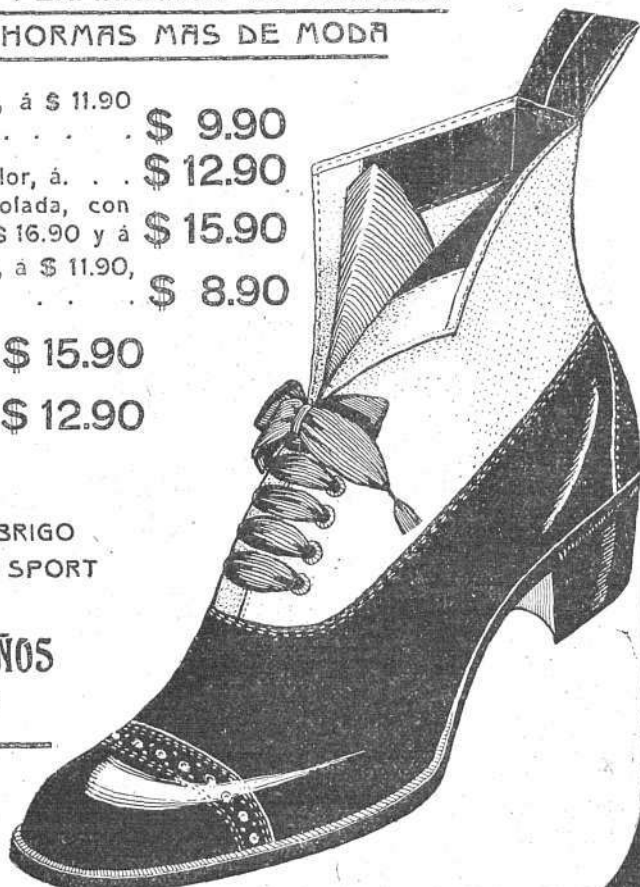 HORMAS MAS DE MODA
, á $ 11.90
. . . . $ 9.90
lor, á. . . $ 12.90
olada, con
$ 16.90 y á $ 15.90
, á $ 11.90,
. . . $ 8.90
$ 15.90
$ 12.90
BRIGO
SPORT
ÑOS